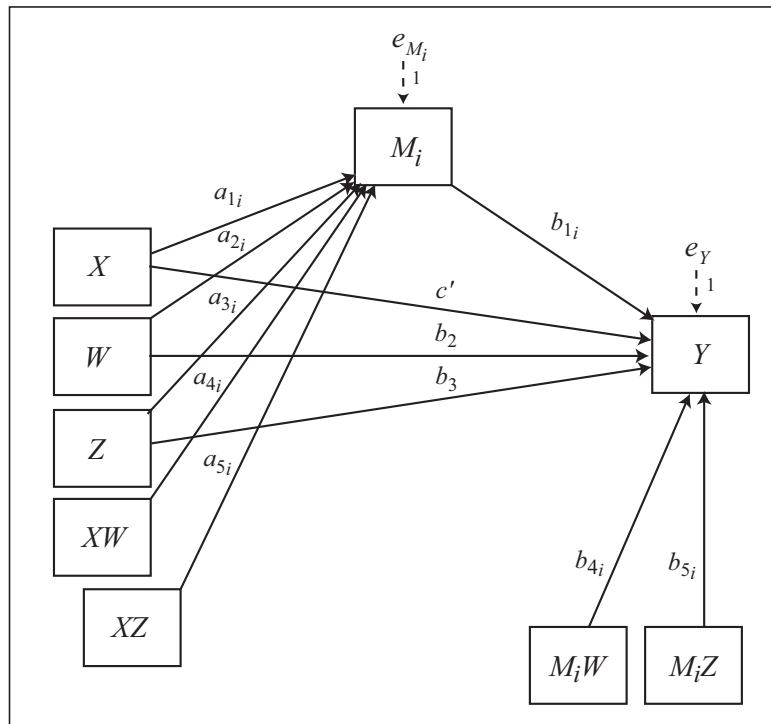 e_{M_i}
1
M_i
a_{1_i}
a_{2_i}
b_{1_i}
X
e_Y
1
a_{3_i}
c'
W
b_2
Y
a_{4_i}
b_3
Z
a_{5_i}
XW
b_{4_i}
b_{5_i}
XZ
M_iW
M_iZ